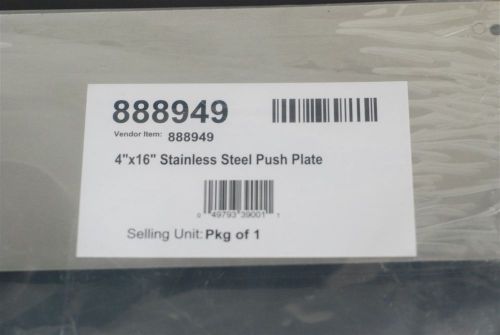 888949
Vendor Item: 888949
4"x16" Stainless Steel Push Plate
0 49793 39001 1
Selling Unit: Pkg of 1